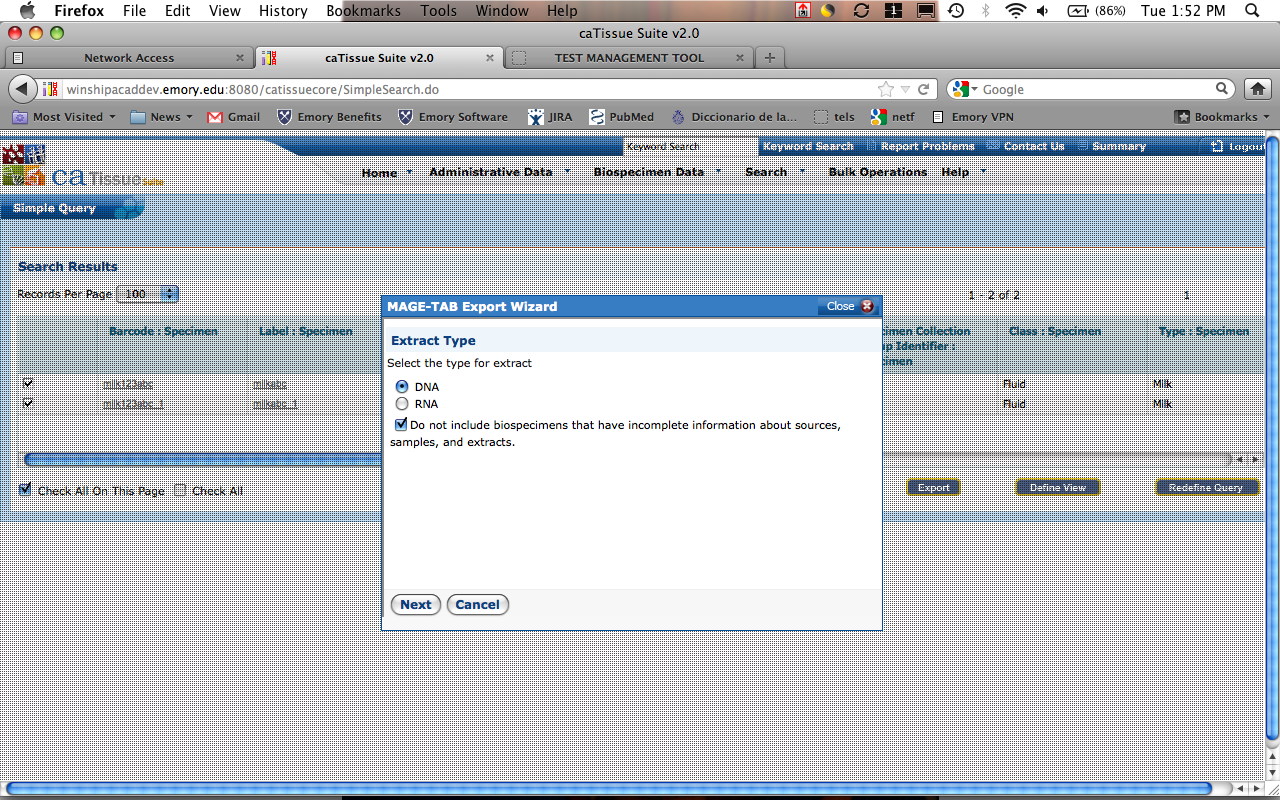 Firefox File Edit View History Bookmarks Tools Window Help 1 (86%) Tue 1:52 PM
caTissue Suite v2.0
Network Access caTissue Suite v2.0 TEST MANAGEMENT TOOL
winshipacaddev.emory.edu:8080/catissuecore/SimpleSearch.do Google
Most Visited News Gmail Emory Benefits Emory Software JIRA PubMed Diccionario de la... tels netf Emory VPN Bookmarks
Keyword Search Keyword Search Report Problems Contact Us Summary Logout
ca Tissue Suite
Home Administrative Data Biospecimen Data Search Bulk Operations Help
Simple Query
Search Results
Records Per Page 100 1 - 2 of 2 1
Barcode : Specimen Label : Specimen imen Collection Class : Specimen Type : Specimen
up Identifier :
cimen
milk123abc milkabc Fluid Milk
milk123abc_1 milkabc_1 Fluid Milk
Check All On This Page Check All Export Define View Redefine Query
MAGE-TAB Export Wizard Close
Extract Type
Select the type for extract
DNA
RNA
Do not include biospecimens that have incomplete information about sources,
samples, and extracts.
Next Cancel